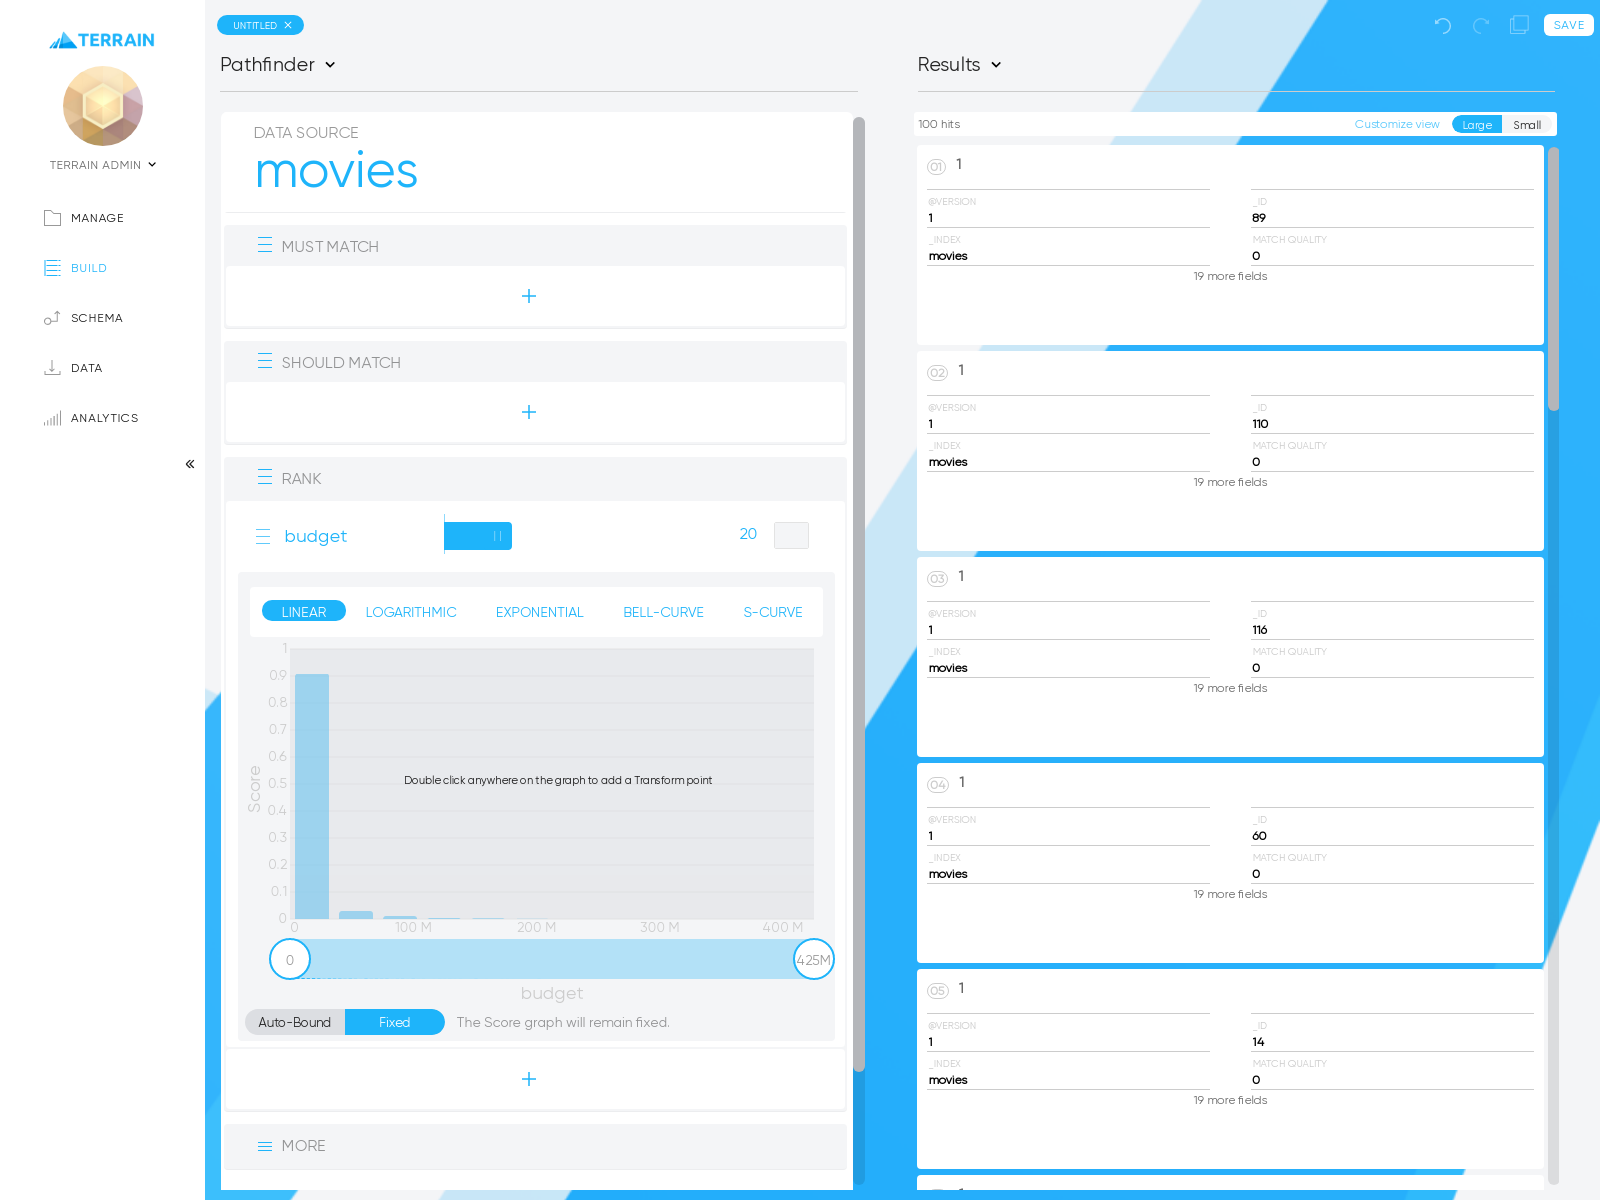 TERRAIN
TERRAIN ADMIN
MANAGE
BUILD
SCHEMA
DATA
ANALYTICS
UNTITLED
Pathfinder
DATA SOURCE
movies
MUST MATCH
+
SHOULD MATCH
+
RANK
budget
20
LINEAR LOGARITHMIC EXPONENTIAL BELL-CURVE S-CURVE
1
0.9
0.8
0.7
0.6
0.5
0.4
0.3
0.2
0.1
0
Score
Double click anywhere on the graph to add a Transform point
0 100 M 200 M 300 M 400 M
0 425M
budget
Auto-Bound Fixed The Score graph will remain fixed.
+
MORE
SAVE
Results
100 hits Customize view Large Small
01 1
@VERSION _ID
1 89
_INDEX MATCH QUALITY
movies 0
19 more fields
02 1
@VERSION _ID
1 110
_INDEX MATCH QUALITY
movies 0
19 more fields
03 1
@VERSION _ID
1 116
_INDEX MATCH QUALITY
movies 0
19 more fields
04 1
@VERSION _ID
1 60
_INDEX MATCH QUALITY
movies 0
19 more fields
05 1
@VERSION _ID
1 14
_INDEX MATCH QUALITY
movies 0
19 more fields